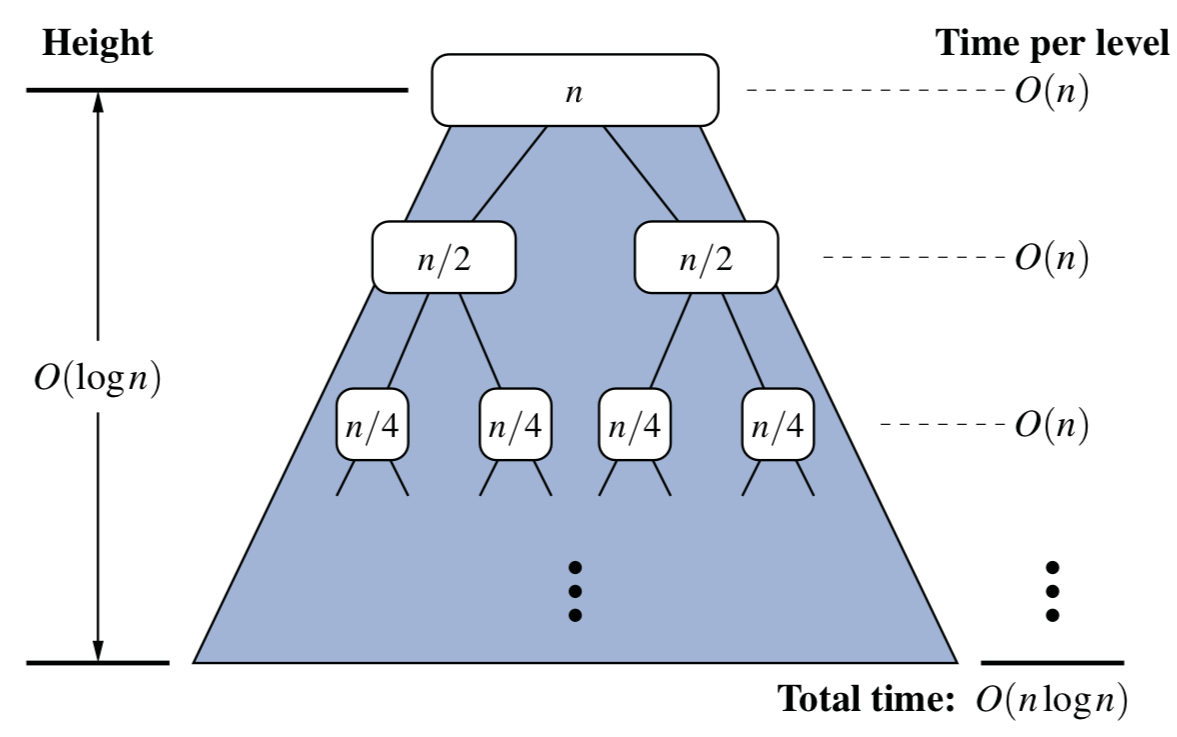 Height
Time per level
n
O(n)
n/2 n/2
O(n)
O(log n)
n/4 n/4 n/4 n/4
O(n)
Total time: O(n log n)